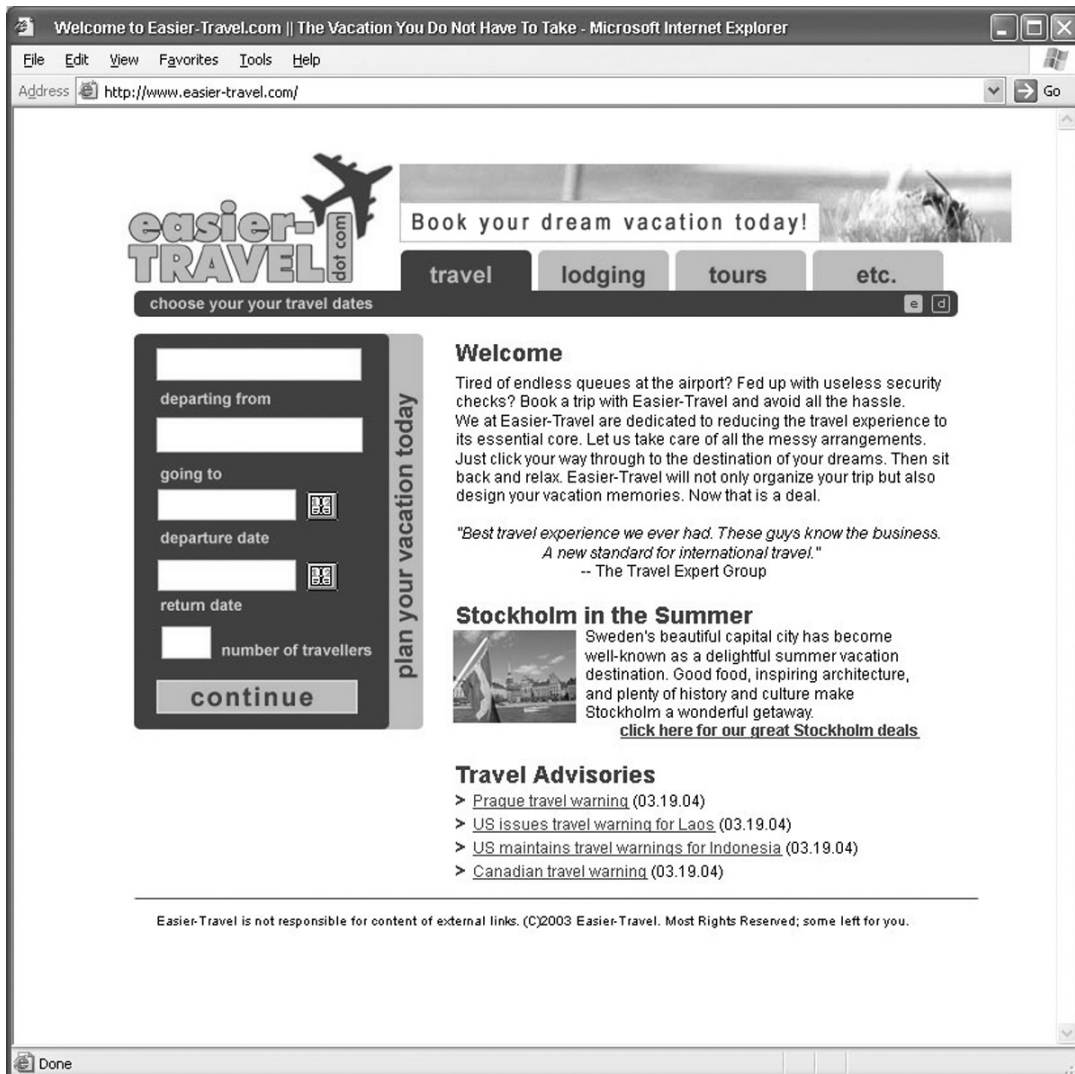 Welcome to Easier-Travel.com || The Vacation You Do Not Have To Take - Microsoft Internet Explorer
File Edit View Favorites Tools Help
Address http://www.easier-travel.com/ Go
easier-
TRAVEL dot com
Book your dream vacation today!
travel lodging tours etc.
choose your your travel dates e d
departing from
going to
departure date
return date
number of travellers
continue
plan your vacation today
Welcome
Tired of endless queues at the airport? Fed up with useless security
checks? Book a trip with Easier-Travel and avoid all the hassle.
We at Easier-Travel are dedicated to reducing the travel experience to
its essential core. Let us take care of all the messy arrangements.
Just click your way through to the destination of your dreams. Then sit
back and relax. Easier-Travel will not only organize your trip but also
design your vacation memories. Now that is a deal.
"Best travel experience we ever had. These guys know the business.
A new standard for international travel."
-- The Travel Expert Group
Stockholm in the Summer
Sweden's beautiful capital city has become
well-known as a delightful summer vacation
destination. Good food, inspiring architecture,
and plenty of history and culture make
Stockholm a wonderful getaway.
click here for our great Stockholm deals
Travel Advisories
> Prague travel warning (03.19.04)
> US issues travel warning for Laos (03.19.04)
> US maintains travel warnings for Indonesia (03.19.04)
> Canadian travel warning (03.19.04)
Easier-Travel is not responsible for content of external links. (C)2003 Easier-Travel. Most Rights Reserved; some left for you.
Done